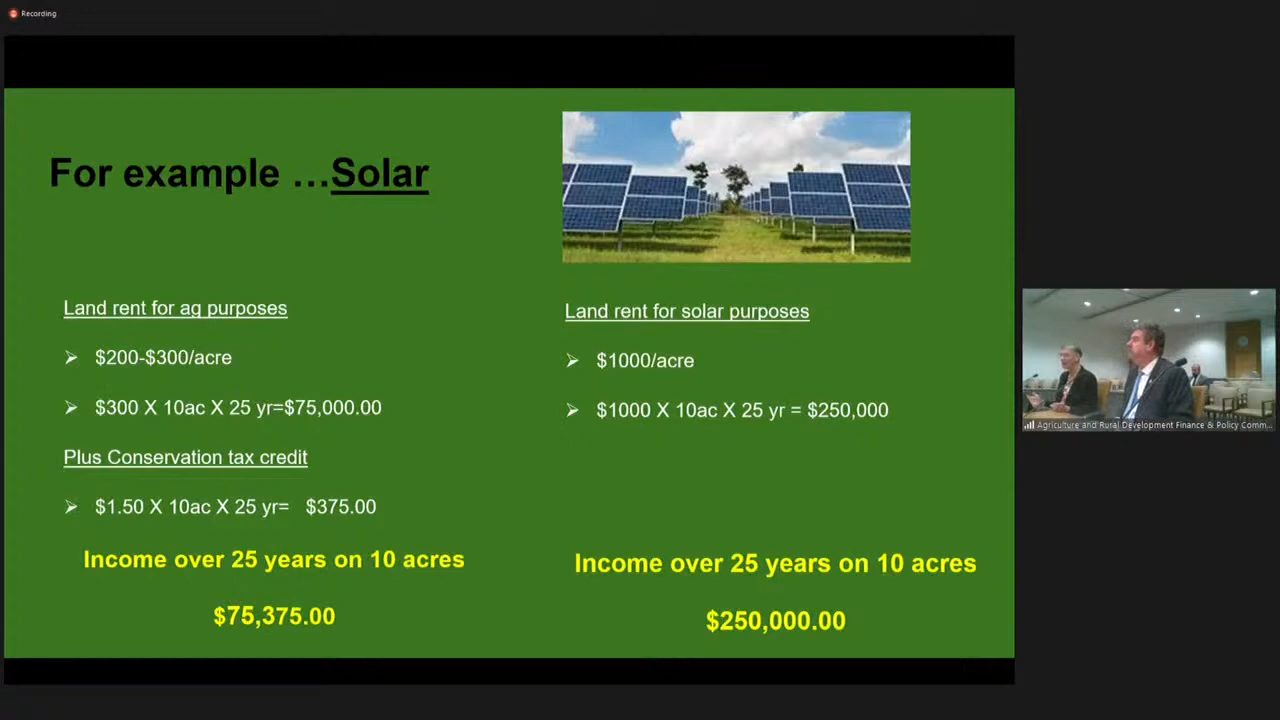 Recording
For example …Solar
Land rent for ag purposes
➢ $200-$300/acre
➢ $300 X 10ac X 25 yr=$75,000.00
Plus Conservation tax credit
➢ $1.50 X 10ac X 25 yr= $375.00
Income over 25 years on 10 acres
$75,375.00
Land rent for solar purposes
➢ $1000/acre
➢ $1000 X 10ac X 25 yr = $250,000
Income over 25 years on 10 acres
$250,000.00
Agriculture and Rural Development Finance & Policy Comm...